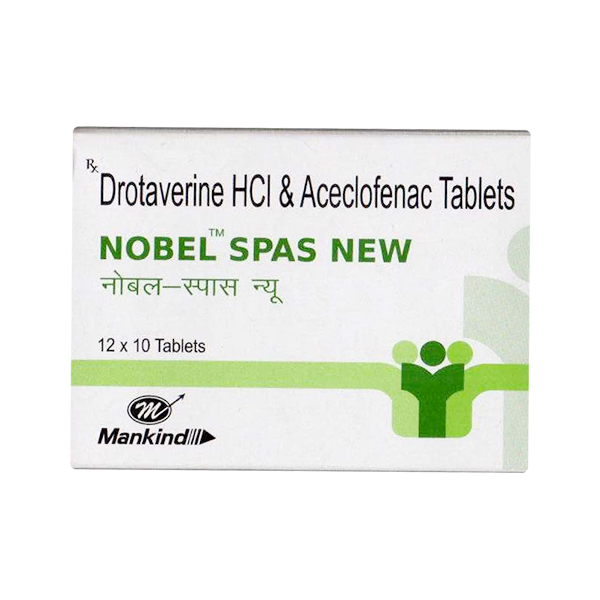 Rx
Drotaverine HCl & Aceclofenac Tablets
NOBEL™ SPAS NEW
नोबल-स्पास न्यू
12 x 10 Tablets
m
Mankind